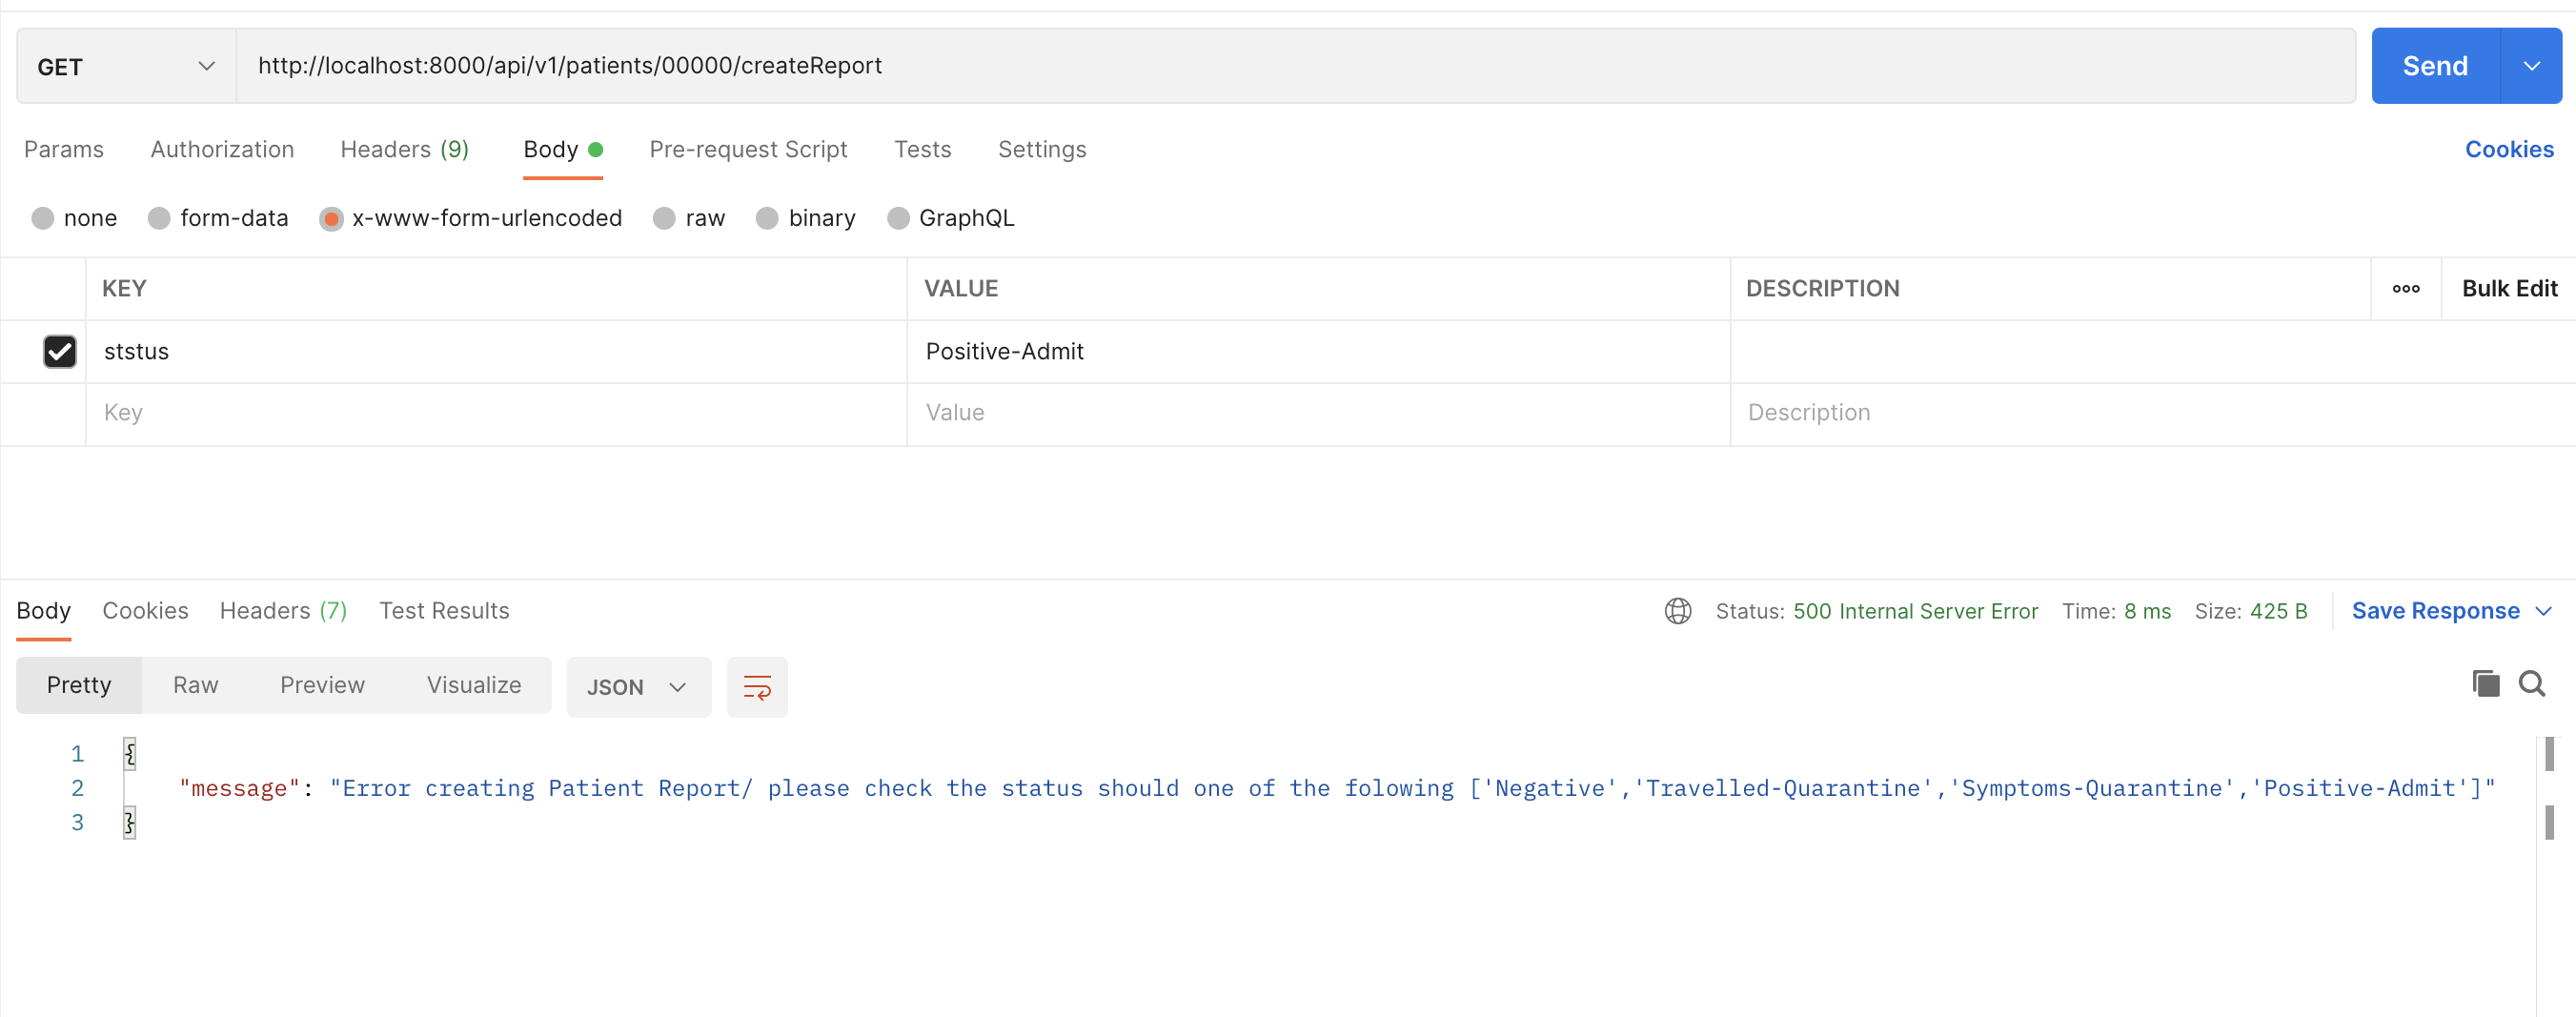 GET http://localhost:8000/api/v1/patients/00000/createReport Send
Params Authorization Headers (9) Body Pre-request Script Tests Settings Cookies
none form-data x-www-form-urlencoded raw binary GraphQL
KEY VALUE DESCRIPTION ooo Bulk Edit
ststus Positive-Admit
Key Value Description
Body Cookies Headers (7) Test Results Status: 500 Internal Server Error Time: 8 ms Size: 425 B Save Response
Pretty Raw Preview Visualize JSON
1 {
2 "message": "Error creating Patient Report/ please check the status should one of the folowing ['Negative','Travelled-Quarantine','Symptoms-Quarantine','Positive-Admit']"
3 }